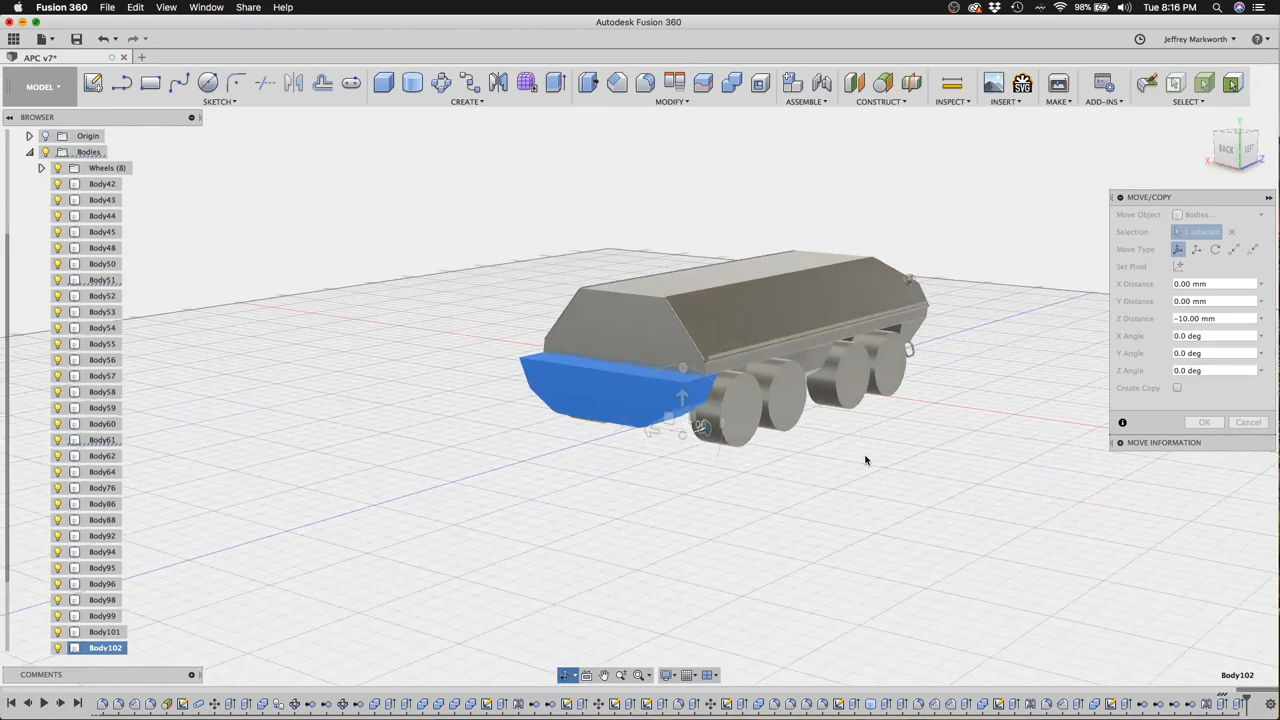 Fusion 360 File Edit View Window Share Help 98% Tue 8:16 PM
Autodesk Fusion 360
Jeffrey Markworth
APC v7*
MODEL SKETCH CREATE MODIFY ASSEMBLE CONSTRUCT INSPECT INSERT MAKE ADD-INS SELECT
SVG
BROWSER
Origin
Bodies
Wheels (8)
Body42
Body43
Body44
Body45
Body48
Body50
Body51
Body52
Body53
Body54
Body55
Body56
Body57
Body58
Body59
Body60
Body61
Body62
Body64
Body76
Body86
Body88
Body92
Body94
Body95
Body96
Body98
Body99
Body101
Body102
BACK LEFT
X Z
MOVE/COPY
Move Object Bodies...
Selection 1 selected
Move Type
Set Pivot
X Distance 0.00 mm
Y Distance 0.00 mm
Z Distance -10.00 mm
X Angle 0.0 deg
Y Angle 0.0 deg
Z Angle 0.0 deg
Create Copy
OK Cancel
MOVE INFORMATION
COMMENTS
Body102